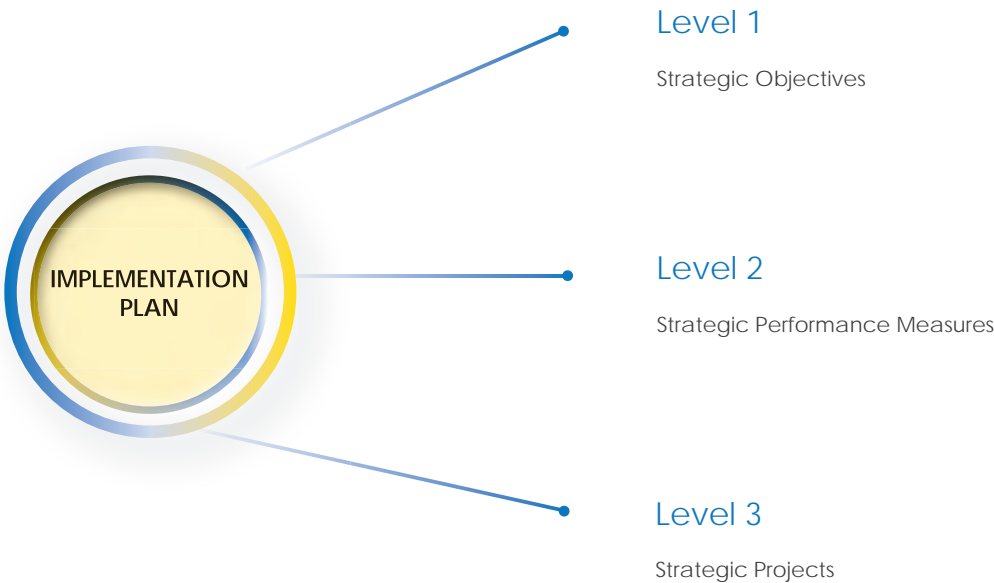 Level 1
Strategic Objectives
IMPLEMENTATION
PLAN
Level 2
Strategic Performance Measures
Level 3
Strategic Projects